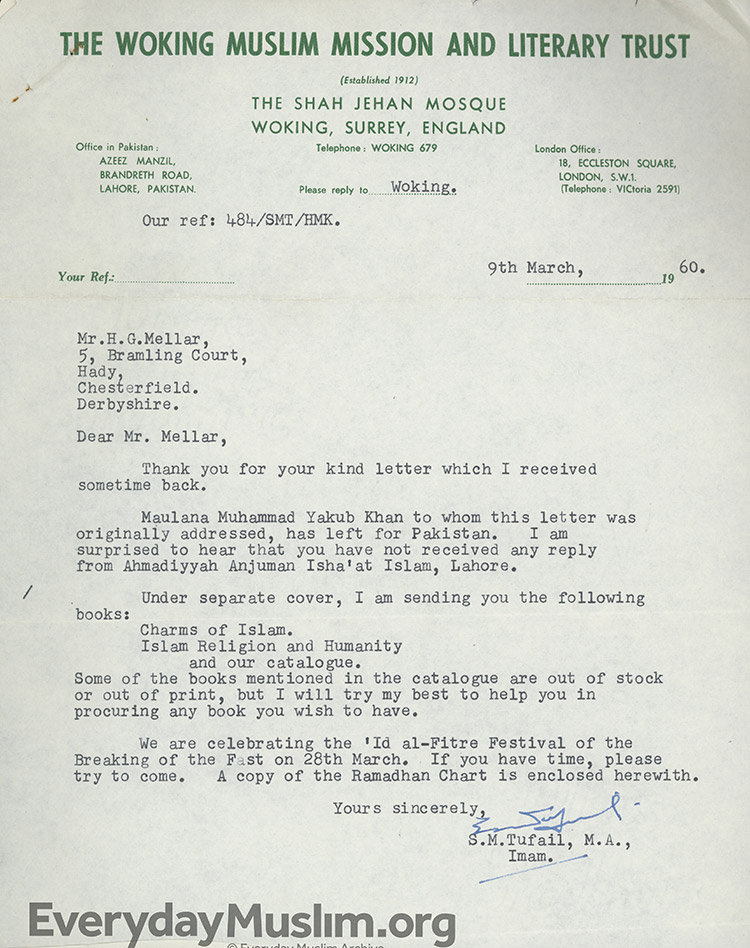 THE WOKING MUSLIM MISSION AND LITERARY TRUST
(Established 1912)
THE SHAH JEHAN MOSQUE
WOKING, SURREY, ENGLAND
Office in Pakistan :
AZEEZ MANZIL,
BRANDRETH ROAD,
LAHORE, PAKISTAN.
Telephone : WOKING 679
Please reply to Woking.
London Office :
18, ECCLESTON SQUARE,
LONDON, S.W.1.
(Telephone : VICtoria 2591)
Our ref: 484/SMT/HMK.
Your Ref.:
9th March, 1960.
Mr.H.G.Mellar,
5, Bramling Court,
Hady,
Chesterfield.
Derbyshire.
Dear Mr. Mellar,
Thank you for your kind letter which I received
sometime back.
Maulana Muhammad Yakub Khan to whom this letter was
originally addressed, has left for Pakistan. I am
surprised to hear that you have not received any reply
from Ahmadiyyah Anjuman Isha'at Islam, Lahore.
Under separate cover, I am sending you the following
books:
Charms of Islam.
Islam Religion and Humanity
and our catalogue.
Some of the books mentioned in the catalogue are out of stock
or out of print, but I will try my best to help you in
procuring any book you wish to have.
We are celebrating the 'Id al-Fitre Festival of the
Breaking of the Fast on 28th March. If you have time, please
try to come. A copy of the Ramadhan Chart is enclosed herewith.
Yours sincerely,
S.M.Tufail, M.A.,
Imam.
EverydayMuslim.org
© Everyday Muslim Archive